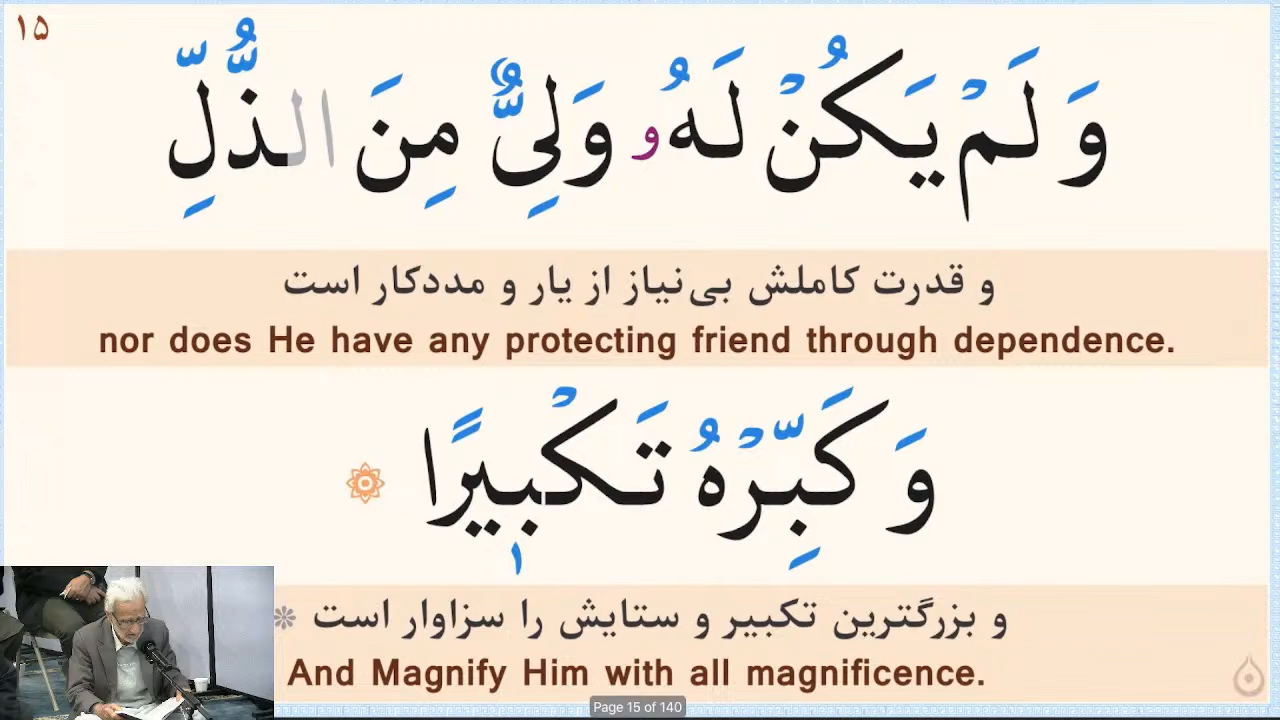 ۱۵
وَ لَمْ يَكُنْ لَهُ و وَلِيٌّ مِنَ الذُّلِّ
و قدرت کاملش بی‌نیاز از یار و مددکار است
nor does He have any protecting friend through dependence.
وَ كَبِّرْهُ تَكْبيرًا
و بزرگترین تکبیر و ستایش را سزاوار است
And Magnify Him with all magnificence.
Page 15 of 140